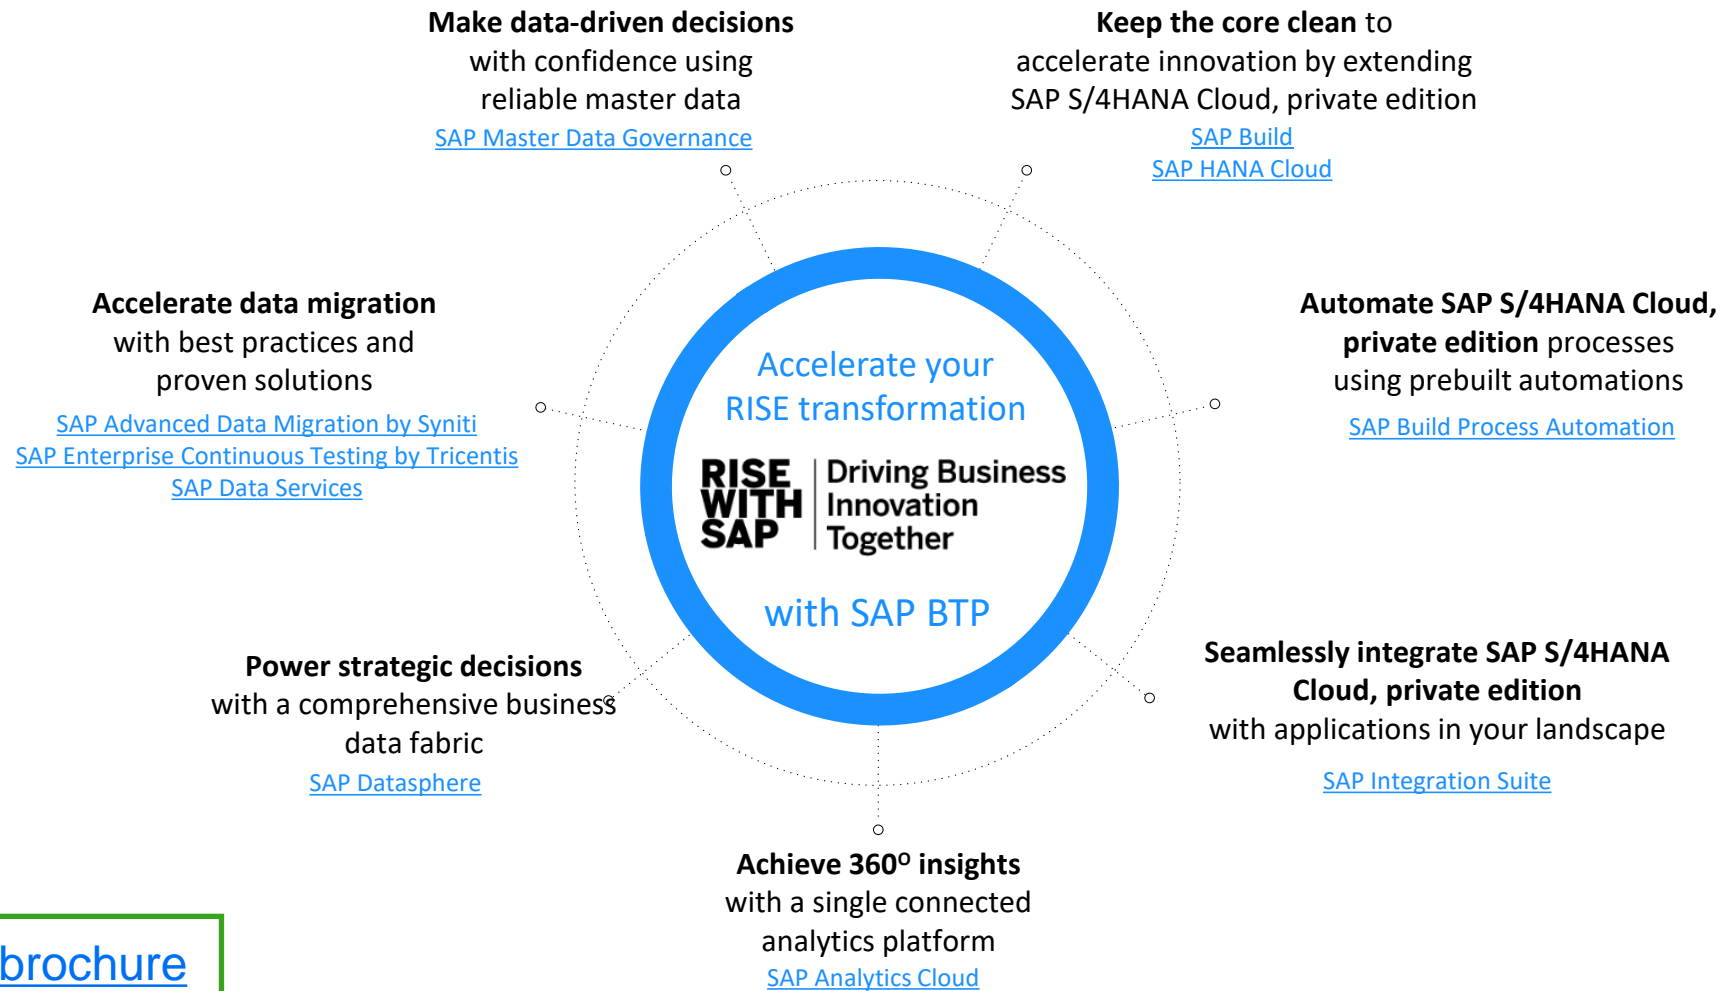 Make data-driven decisions
with confidence using
reliable master data
SAP Master Data Governance
Keep the core clean to
accelerate innovation by extending
SAP S/4HANA Cloud, private edition
SAP Build
SAP HANA Cloud
Accelerate data migration
with best practices and
proven solutions
SAP Advanced Data Migration by Syniti
SAP Enterprise Continuous Testing by Tricentis
SAP Data Services
Automate SAP S/4HANA Cloud,
private edition processes
using prebuilt automations
SAP Build Process Automation
Accelerate your
RISE transformation
RISE
WITH
SAP
Driving Business
Innovation
Together
with SAP BTP
Power strategic decisions
with a comprehensive business
data fabric
SAP Datasphere
Seamlessly integrate SAP S/4HANA
Cloud, private edition
with applications in your landscape
SAP Integration Suite
Achieve 360º insights
with a single connected
analytics platform
SAP Analytics Cloud
brochure